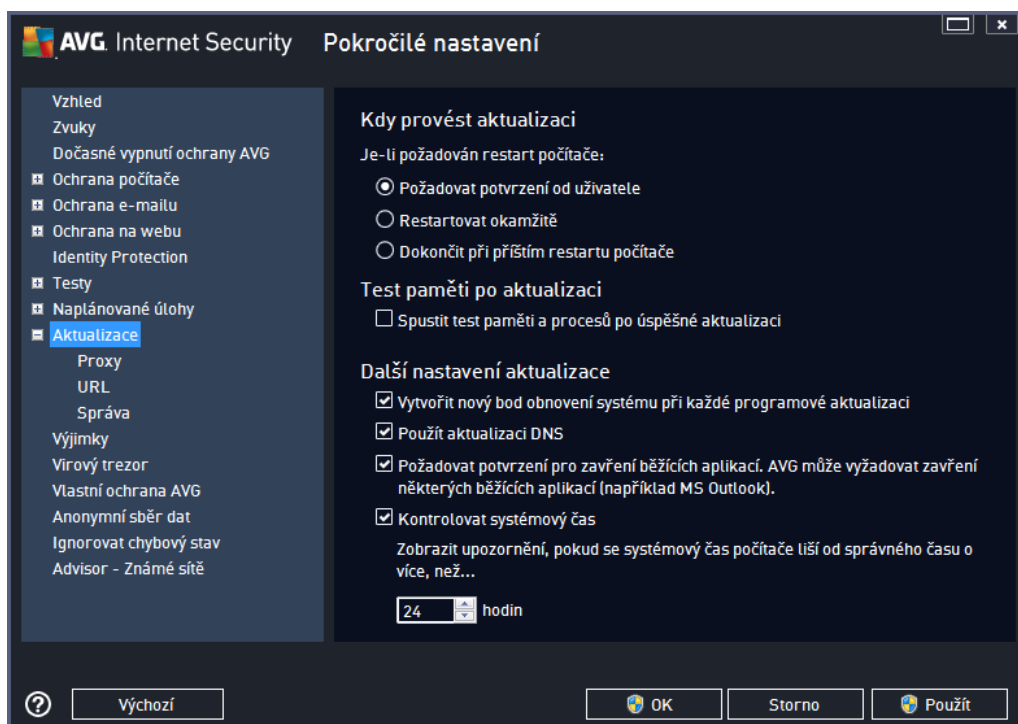 AVG. Internet Security Pokročilé nastavení
Vzhled
Zvuky
Dočasné vypnutí ochrany AVG
Ochrana počítače
Ochrana e-mailu
Ochrana na webu
Identity Protection
Testy
Naplánované úlohy
Aktualizace
Proxy
URL
Správa
Výjimky
Virový trezor
Vlastní ochrana AVG
Anonymní sběr dat
Ignorovat chybový stav
Advisor - Známé sítě
Kdy provést aktualizaci
Je-li požadován restart počítače:
Požadovat potvrzení od uživatele
Restartovat okamžitě
Dokončit při příštím restartu počítače
Test paměti po aktualizaci
Spustit test paměti a procesů po úspěšné aktualizaci
Další nastavení aktualizace
Vytvořit nový bod obnovení systému při každé programové aktualizaci
Použít aktualizaci DNS
Požadovat potvrzení pro zavření běžících aplikací. AVG může vyžadovat zavření
některých běžících aplikací (například MS Outlook).
Kontrolovat systémový čas
Zobrazit upozornění, pokud se systémový čas počítače liší od správného času o
více, než...
24 hodin
Výchozí
OK
Storno
Použít